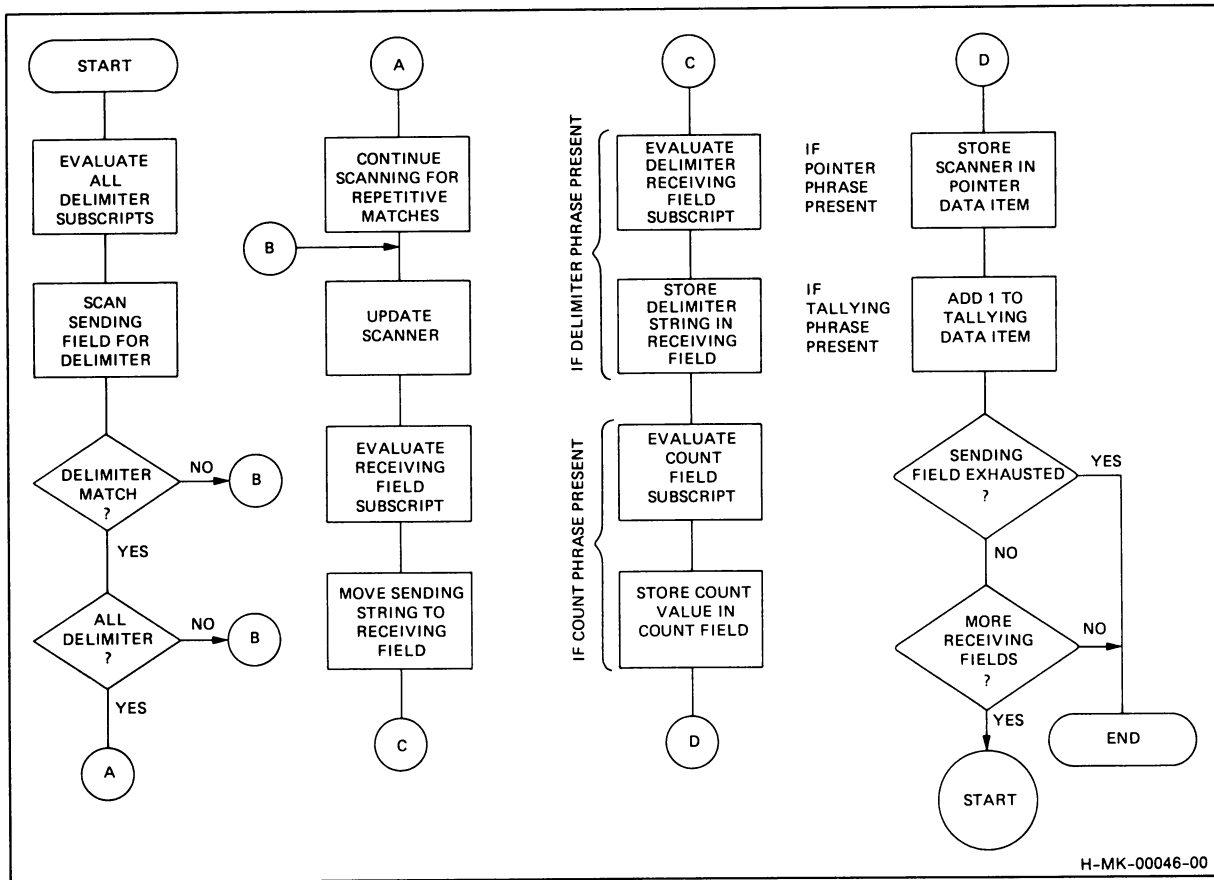 START
EVALUATE
ALL
DELIMITER
SUBSCRIPTS
SCAN
SENDING
FIELD FOR
DELIMITER
DELIMITER
MATCH
?
NO
B
YES
ALL
DELIMITER
?
NO
B
YES
A
A
CONTINUE
SCANNING FOR
REPETITIVE
MATCHES
B
UPDATE
SCANNER
EVALUATE
RECEIVING
FIELD
SUBSCRIPT
MOVE SENDING
STRING TO
RECEIVING
FIELD
C
C
IF DELIMITER PHRASE PRESENT
EVALUATE
DELIMITER
RECEIVING
FIELD
SUBSCRIPT
STORE
DELIMITER
STRING IN
RECEIVING
FIELD
IF COUNT PHRASE PRESENT
EVALUATE
COUNT
FIELD
SUBSCRIPT
STORE COUNT
VALUE IN
COUNT FIELD
D
D
IF
POINTER
PHRASE
PRESENT
STORE
SCANNER IN
POINTER
DATA ITEM
IF
TALLYING
PHRASE
PRESENT
ADD 1 TO
TALLYING
DATA ITEM
SENDING
FIELD EXHAUSTED
?
YES
NO
MORE
RECEIVING
FIELDS
?
NO
YES
END
START
H-MK-00046-00